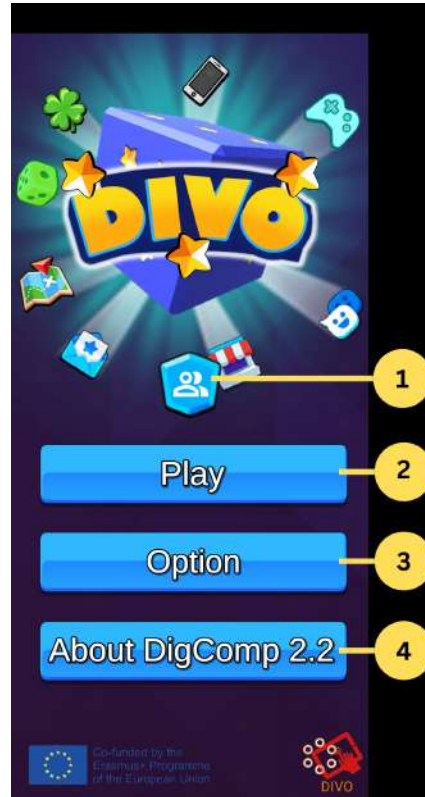 DIVO
1
Play
2
Option
3
About DigComp 2.2
4
Co-funded by the
Erasmus+ Programme
of the European Union
DIVO